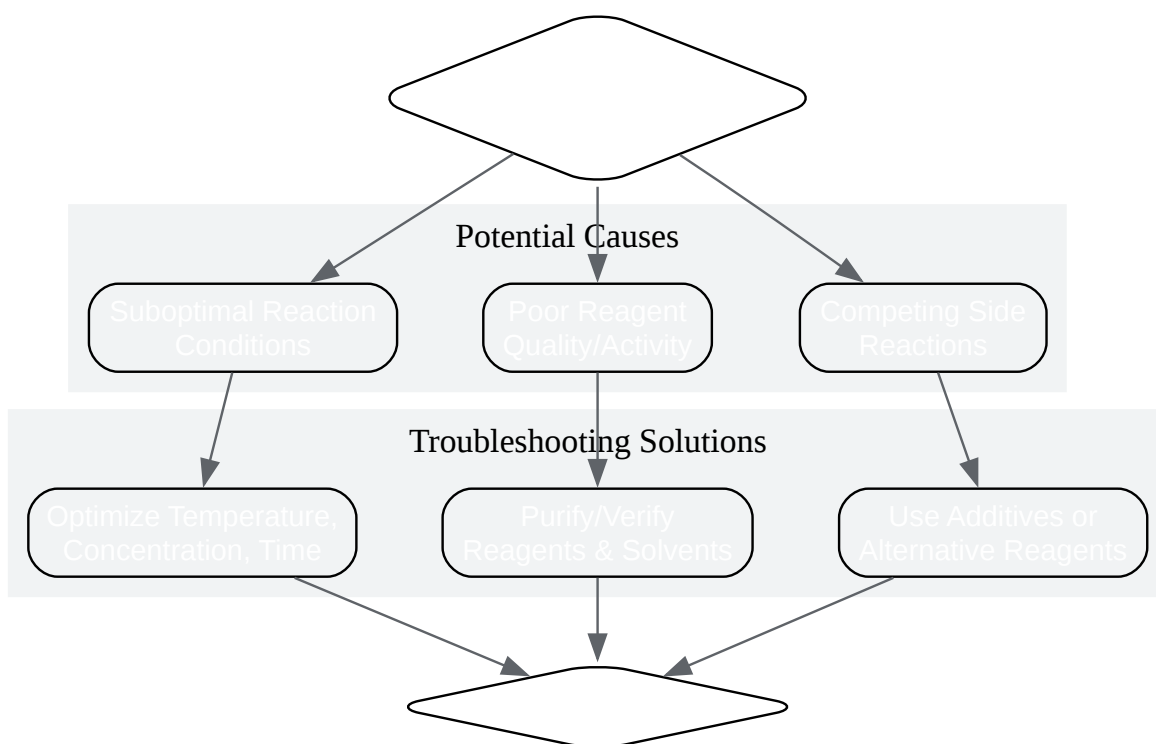 Potential Causes
Suboptimal Reaction
Conditions
Poor Reagent
Quality/Activity
Competing Side
Reactions
Troubleshooting Solutions
Optimize Temperature,
Concentration, Time
Purify/Verify
Reagents & Solvents
Use Additives or
Alternative Reagents